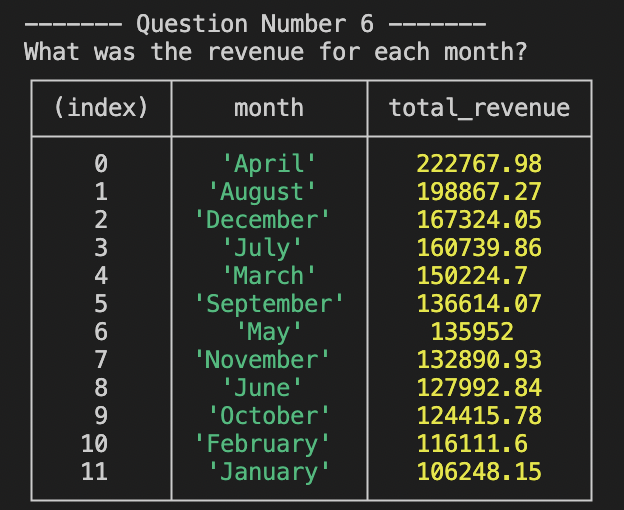 ------- Question Number 6 -------
What was the revenue for each month?
(index) month total_revenue
0 'April' 222767.98
1 'August' 198867.27
2 'December' 167324.05
3 'July' 160739.86
4 'March' 150224.7
5 'September' 136614.07
6 'May' 135952
7 'November' 132890.93
8 'June' 127992.84
9 'October' 124415.78
10 'February' 116111.6
11 'January' 106248.15